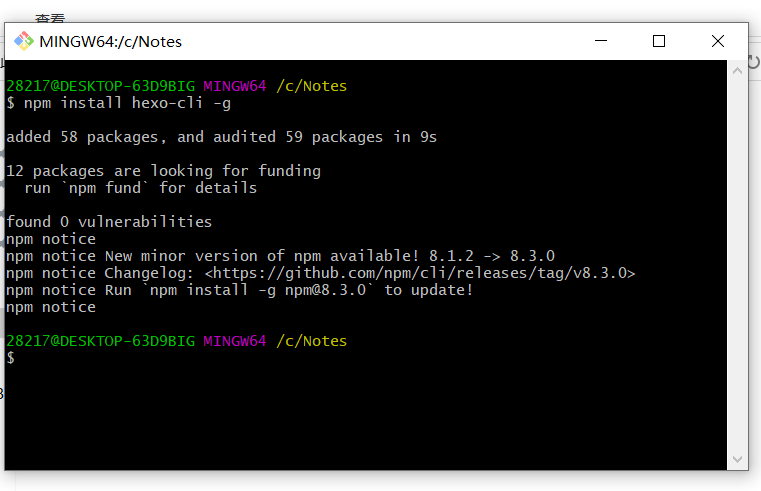 查看
MINGW64:/c/Notes
28217@DESKTOP-63D9BIG MINGW64 /c/Notes
$ npm install hexo-cli -g
added 58 packages, and audited 59 packages in 9s
12 packages are looking for funding
run `npm fund` for details
found 0 vulnerabilities
npm notice
npm notice New minor version of npm available! 8.1.2 -> 8.3.0
npm notice Changelog: <https://github.com/npm/cli/releases/tag/v8.3.0>
npm notice Run `npm install -g npm@8.3.0` to update!
npm notice
28217@DESKTOP-63D9BIG MINGW64 /c/Notes
$